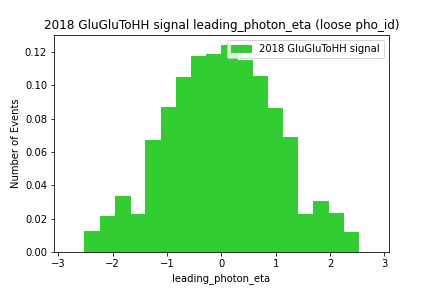 2018 GluGluToHH signal leading_photon_eta (loose pho_id)
2018 GluGluToHH signal
Number of Events
0.12
0.10
0.08
0.06
0.04
0.02
0.00
−3 −2 −1 0 1 2 3
leading_photon_eta